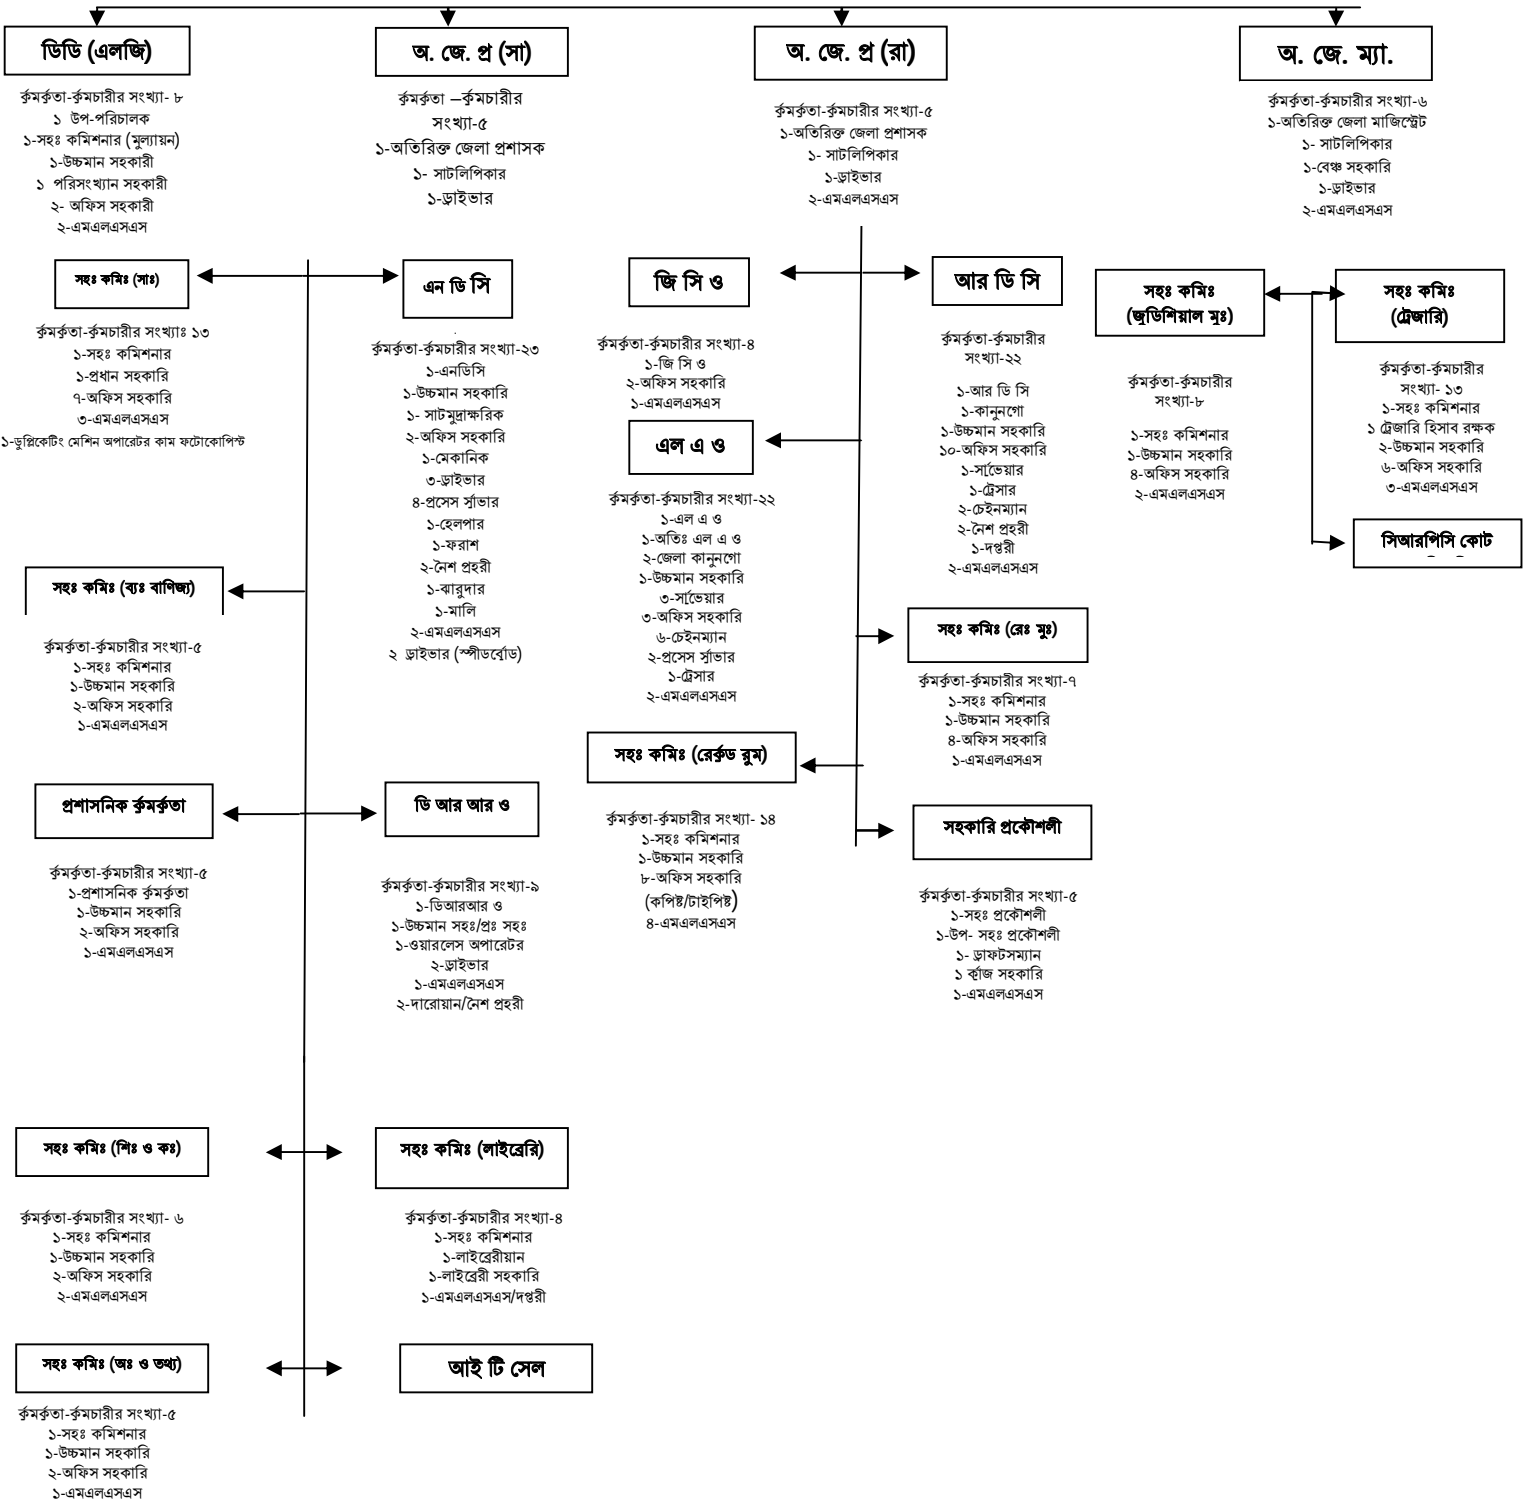 ডিডি (এলজি)
কর্মকর্তা-কর্মচারীর সংখ্যা- ৮
১ উপ-পরিচালক
১-সহঃ কমিশনার (মুল্যায়ন)
১-উচ্চমান সহকারী
১ পরিসংখ্যান সহকারী
২- অফিস সহকারী
২-এমএলএসএস
অ. জে. প্র (সা)
কর্মকর্তা –কর্মচারীর
সংখ্যা-৫
১-অতিরিক্ত জেলা প্রশাসক
১- সাটলিপিকার
১-ড্রাইভার
অ. জে. প্র (রা)
কর্মকর্তা-কর্মচারীর সংখ্যা-৫
১-অতিরিক্ত জেলা প্রশাসক
১- সাটলিপিকার
১-ড্রাইভার
২-এমএলএসএস
অ. জে. ম্যা.
কর্মকর্তা-কর্মচারীর সংখ্যা-৬
১-অতিরিক্ত জেলা মাজিস্ট্রেট
১- সাটলিপিকার
১-বেঞ্চ সহকারি
১-ড্রাইভার
২-এমএলএসএস
সহঃ কমিঃ (সাঃ)
কর্মকর্তা-কর্মচারীর সংখ্যাঃ ১৩
১-সহঃ কমিশনার
১-প্রধান সহকারি
৭-অফিস সহকারি
৩-এমএলএসএস
১-ডুপ্লিকেটিং মেশিন অপারেটর কাম ফটোকোপিস্ট
এন ডি সি
কর্মকর্তা-কর্মচারীর সংখ্যা-২৩
১-এনডিসি
১-উচ্চমান সহকারি
১- সাটমুদ্রাক্ষরিক
২-অফিস সহকারি
১-মেকানিক
৩-ড্রাইভার
৪-প্রসেস সার্ভার
১-হেলপার
১-ফরাশ
২-নৈশ প্রহরী
১-ঝারুদার
১-মালি
২-এমএলএসএস
২ ড্রাইভার (স্পীডবোর্ড)
জি সি ও
কর্মকর্তা-কর্মচারীর সংখ্যা-৪
১-জি সি ও
২-অফিস সহকারি
১-এমএলএসএস
এল এ ও
কর্মকর্তা-কর্মচারীর সংখ্যা-২২
১-এল এ ও
১-অতিঃ এল এ ও
২-জেলা কানুনগো
১-উচ্চমান সহকারি
৩-সার্ভেয়ার
৩-অফিস সহকারি
৬-চেইনম্যান
২-প্রসেস সার্ভার
১-ট্রেসার
২-এমএলএসএস
আর ডি সি
কর্মকর্তা-কর্মচারীর
সংখ্যা-২২
১-আর ডি সি
১-কানুনগো
১-উচ্চমান সহকারি
১০-অফিস সহকারি
১-সার্ভেয়ার
১-ট্রেসার
২-চেইনম্যান
২-নৈশ প্রহরী
১-দপ্তরী
২-এমএলএসএস
সহঃ কমিঃ
(জুডিশিয়াল মুঃ)
কর্মকর্তা-কর্মচারীর
সংখ্যা-৮
১-সহঃ কমিশনার
১-উচ্চমান সহকারি
৪-অফিস সহকারি
২-এমএলএসএস
সহঃ কমিঃ
(ট্রেজারি)
কর্মকর্তা-কর্মচারীর
সংখ্যা- ১৩
১-সহঃ কমিশনার
১ ট্রেজারি হিসাব রক্ষক
২-উচ্চমান সহকারি
৬-অফিস সহকারি
৩-এমএলএসএস
সিআরপিসি কোট
সহঃ কমিঃ (ব্যঃ বাণিজ্য)
কর্মকর্তা-কর্মচারীর সংখ্যা-৫
১-সহঃ কমিশনার
১-উচ্চমান সহকারি
২-অফিস সহকারি
১-এমএলএসএস
সহঃ কমিঃ (রেঃ মুঃ)
কর্মকর্তা-কর্মচারীর সংখ্যা-৭
১-সহঃ কমিশনার
১-উচ্চমান সহকারি
৪-অফিস সহকারি
১-এমএলএসএস
সহঃ কমিঃ (রেকর্ড রুম)
কর্মকর্তা-কর্মচারীর সংখ্যা- ১৪
১-সহঃ কমিশনার
১-উচ্চমান সহকারি
৮-অফিস সহকারি
(কপিষ্ট/টাইপিষ্ট)
৪-এমএলএসএস
প্রশাসনিক কর্মকর্তা
কর্মকর্তা-কর্মচারীর সংখ্যা-৫
১-প্রশাসনিক কর্মকর্তা
১-উচ্চমান সহকারি
২-অফিস সহকারি
১-এমএলএসএস
ডি আর আর ও
কর্মকর্তা-কর্মচারীর সংখ্যা-৯
১-ডিআরআর ও
১-উচ্চমান সহঃ/প্রঃ সহঃ
১-ওয়ারলেস অপারেটর
২-ড্রাইভার
১-এমএলএসএস
২-দারোয়ান/নৈশ প্রহরী
সহকারি প্রকৌশলী
কর্মকর্তা-কর্মচারীর সংখ্যা-৫
১-সহঃ প্রকৌশলী
১-উপ- সহঃ প্রকৌশলী
১- ড্রাফটসম্যান
১ কার্জ সহকারি
১-এমএলএসএস
সহঃ কমিঃ (শিঃ ও কঃ)
কর্মকর্তা-কর্মচারীর সংখ্যা- ৬
১-সহঃ কমিশনার
১-উচ্চমান সহকারি
২-অফিস সহকারি
২-এমএলএসএস
সহঃ কমিঃ (লাইব্রেরি)
কর্মকর্তা-কর্মচারীর সংখ্যা-৪
১-সহঃ কমিশনার
১-লাইব্রেরীয়ান
১-লাইব্রেরী সহকারি
১-এমএলএসএস/দপ্তরী
সহঃ কমিঃ (অঃ ও তথ্য)
কর্মকর্তা-কর্মচারীর সংখ্যা-৫
১-সহঃ কমিশনার
১-উচ্চমান সহকারি
২-অফিস সহকারি
১-এমএলএসএস
আই টি সেল